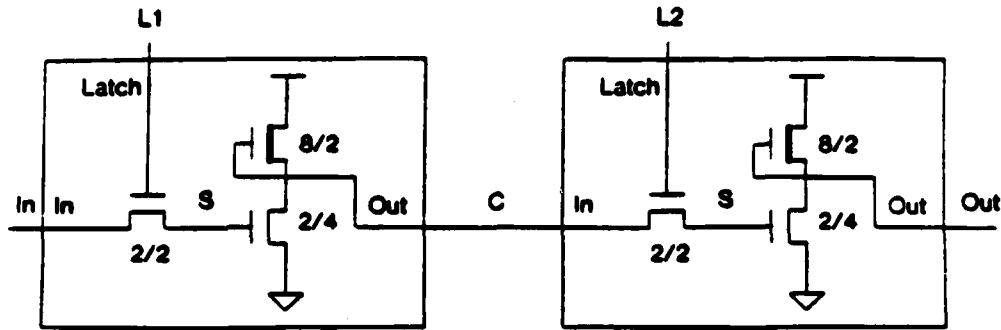 L1 L2
Latch Latch
8/2 8/2
In In S Out C In S Out Out
2/4 2/4
2/2 2/2